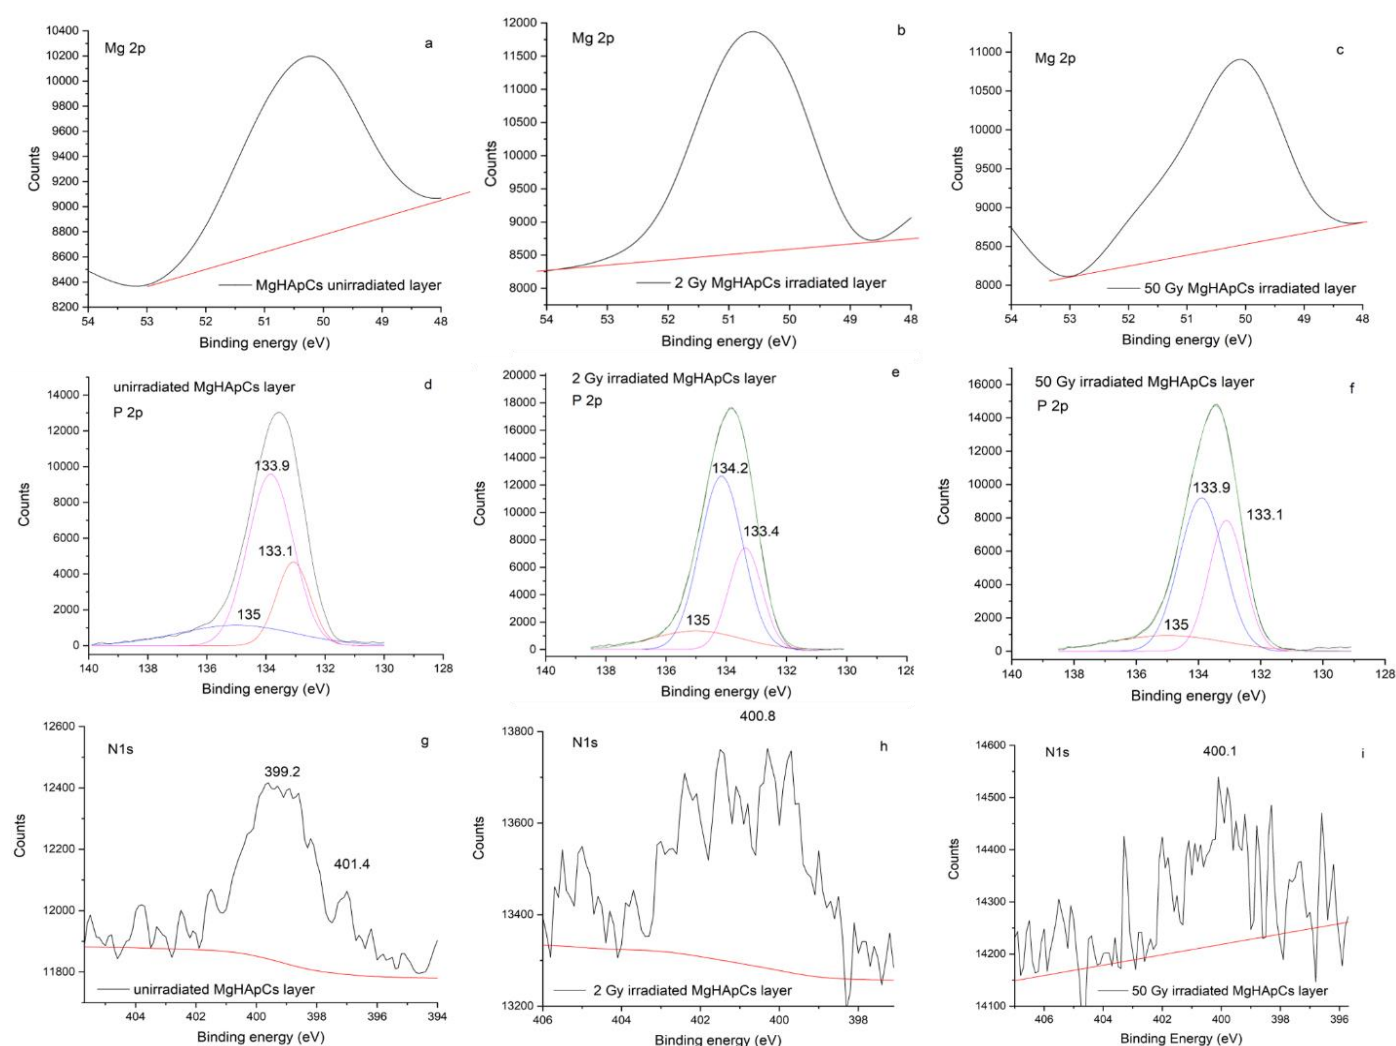 Mg 2p
a
10400
10200
10000
9800
9600
9400
9200
9000
8800
8600
8400
8200
Counts
MgHApCs unirradiated layer
54 53 52 51 50 49 48
Binding energy (eV)
Mg 2p
b
12000
11500
11000
10500
10000
9500
9000
8500
8000
Counts
2 Gy MgHApCs irradiated layer
54 53 52 51 50 49 48
Binding energy (eV)
Mg 2p
c
11000
10500
10000
9500
9000
8500
8000
Counts
50 Gy MgHApCs irradiated layer
54 53 52 51 50 49 48
Binding energy (eV)
unirradiated MgHApCs layer
d
P 2p
14000
12000
10000
8000
6000
4000
2000
0
Counts
133.9
133.1
135
140 138 136 134 132 130 128
Binding energy (eV)
2 Gy irradiated MgHApCs layer
e
P 2p
20000
18000
16000
14000
12000
10000
8000
6000
4000
2000
0
Counts
134.2
133.4
135
140 138 136 134 132 130 128
Binding energy (eV)
50 Gy irradiated MgHApCs layer
f
P 2p
16000
14000
12000
10000
8000
6000
4000
2000
0
Counts
133.9
133.1
135
140 138 136 134 132 130 128
Binding energy (eV)
N1s
g
12600
12400
12200
12000
11800
Counts
399.2
401.4
unirradiated MgHApCs layer
404 402 400 398 396 394
Binding energy (eV)
400.8
N1s
h
13800
13600
13400
13200
Counts
2 Gy irradiated MgHApCs layer
406 404 402 400 398
Binding energy (eV)
N1s
400.1
i
14600
14500
14400
14300
14200
14100
Counts
50 Gy irradiated MgHApCs layer
406 404 402 400 398 396
Binding Energy (eV)